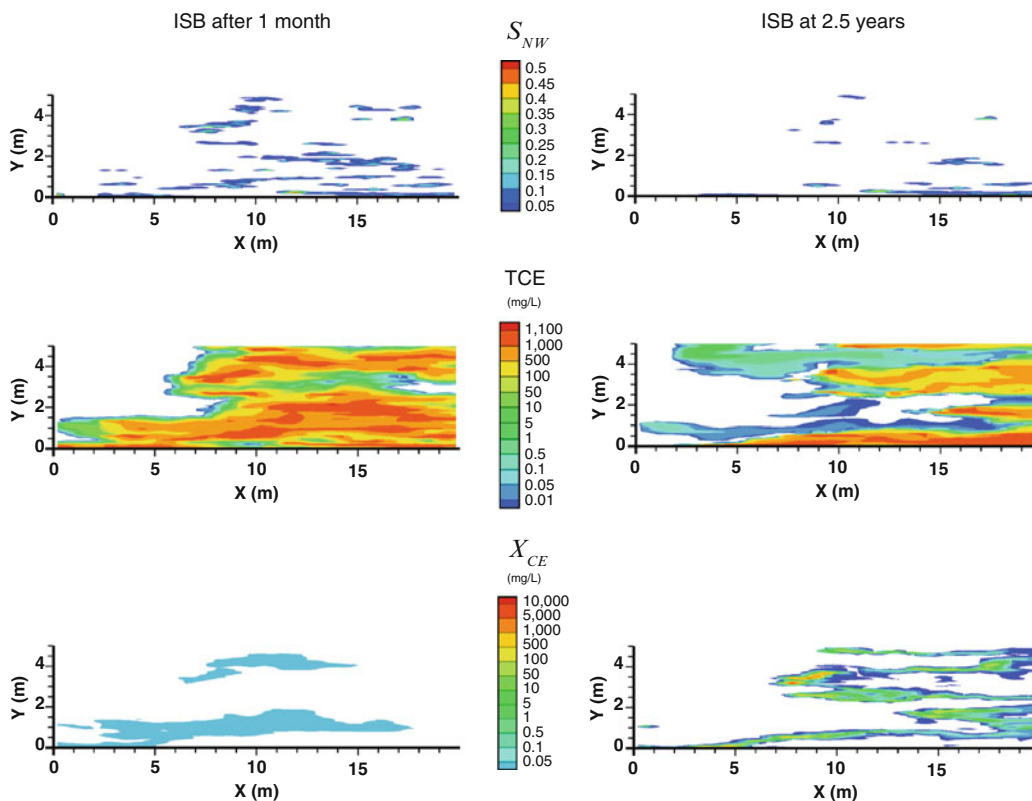 ISB after 1 month
S_NW
ISB at 2.5 years
0.5
0.45
0.4
0.35
0.3
0.25
0.2
0.15
0.1
0.05
Y (m)
4
2
0
0 5 10 15
X (m)
Y (m)
4
2
0
0 5 10 15
X (m)
TCE
(mg/L)
1,100
1,000
500
100
50
10
5
1
0.5
0.1
0.05
0.01
Y (m)
4
2
0
0 5 10 15
X (m)
Y (m)
4
2
0
0 5 10 15
X (m)
X_CE
(mg/L)
10,000
5,000
1,000
500
100
50
10
5
1
0.5
0.1
0.05
Y (m)
4
2
0
0 5 10 15
X (m)
Y (m)
4
2
0
0 5 10 15
X (m)